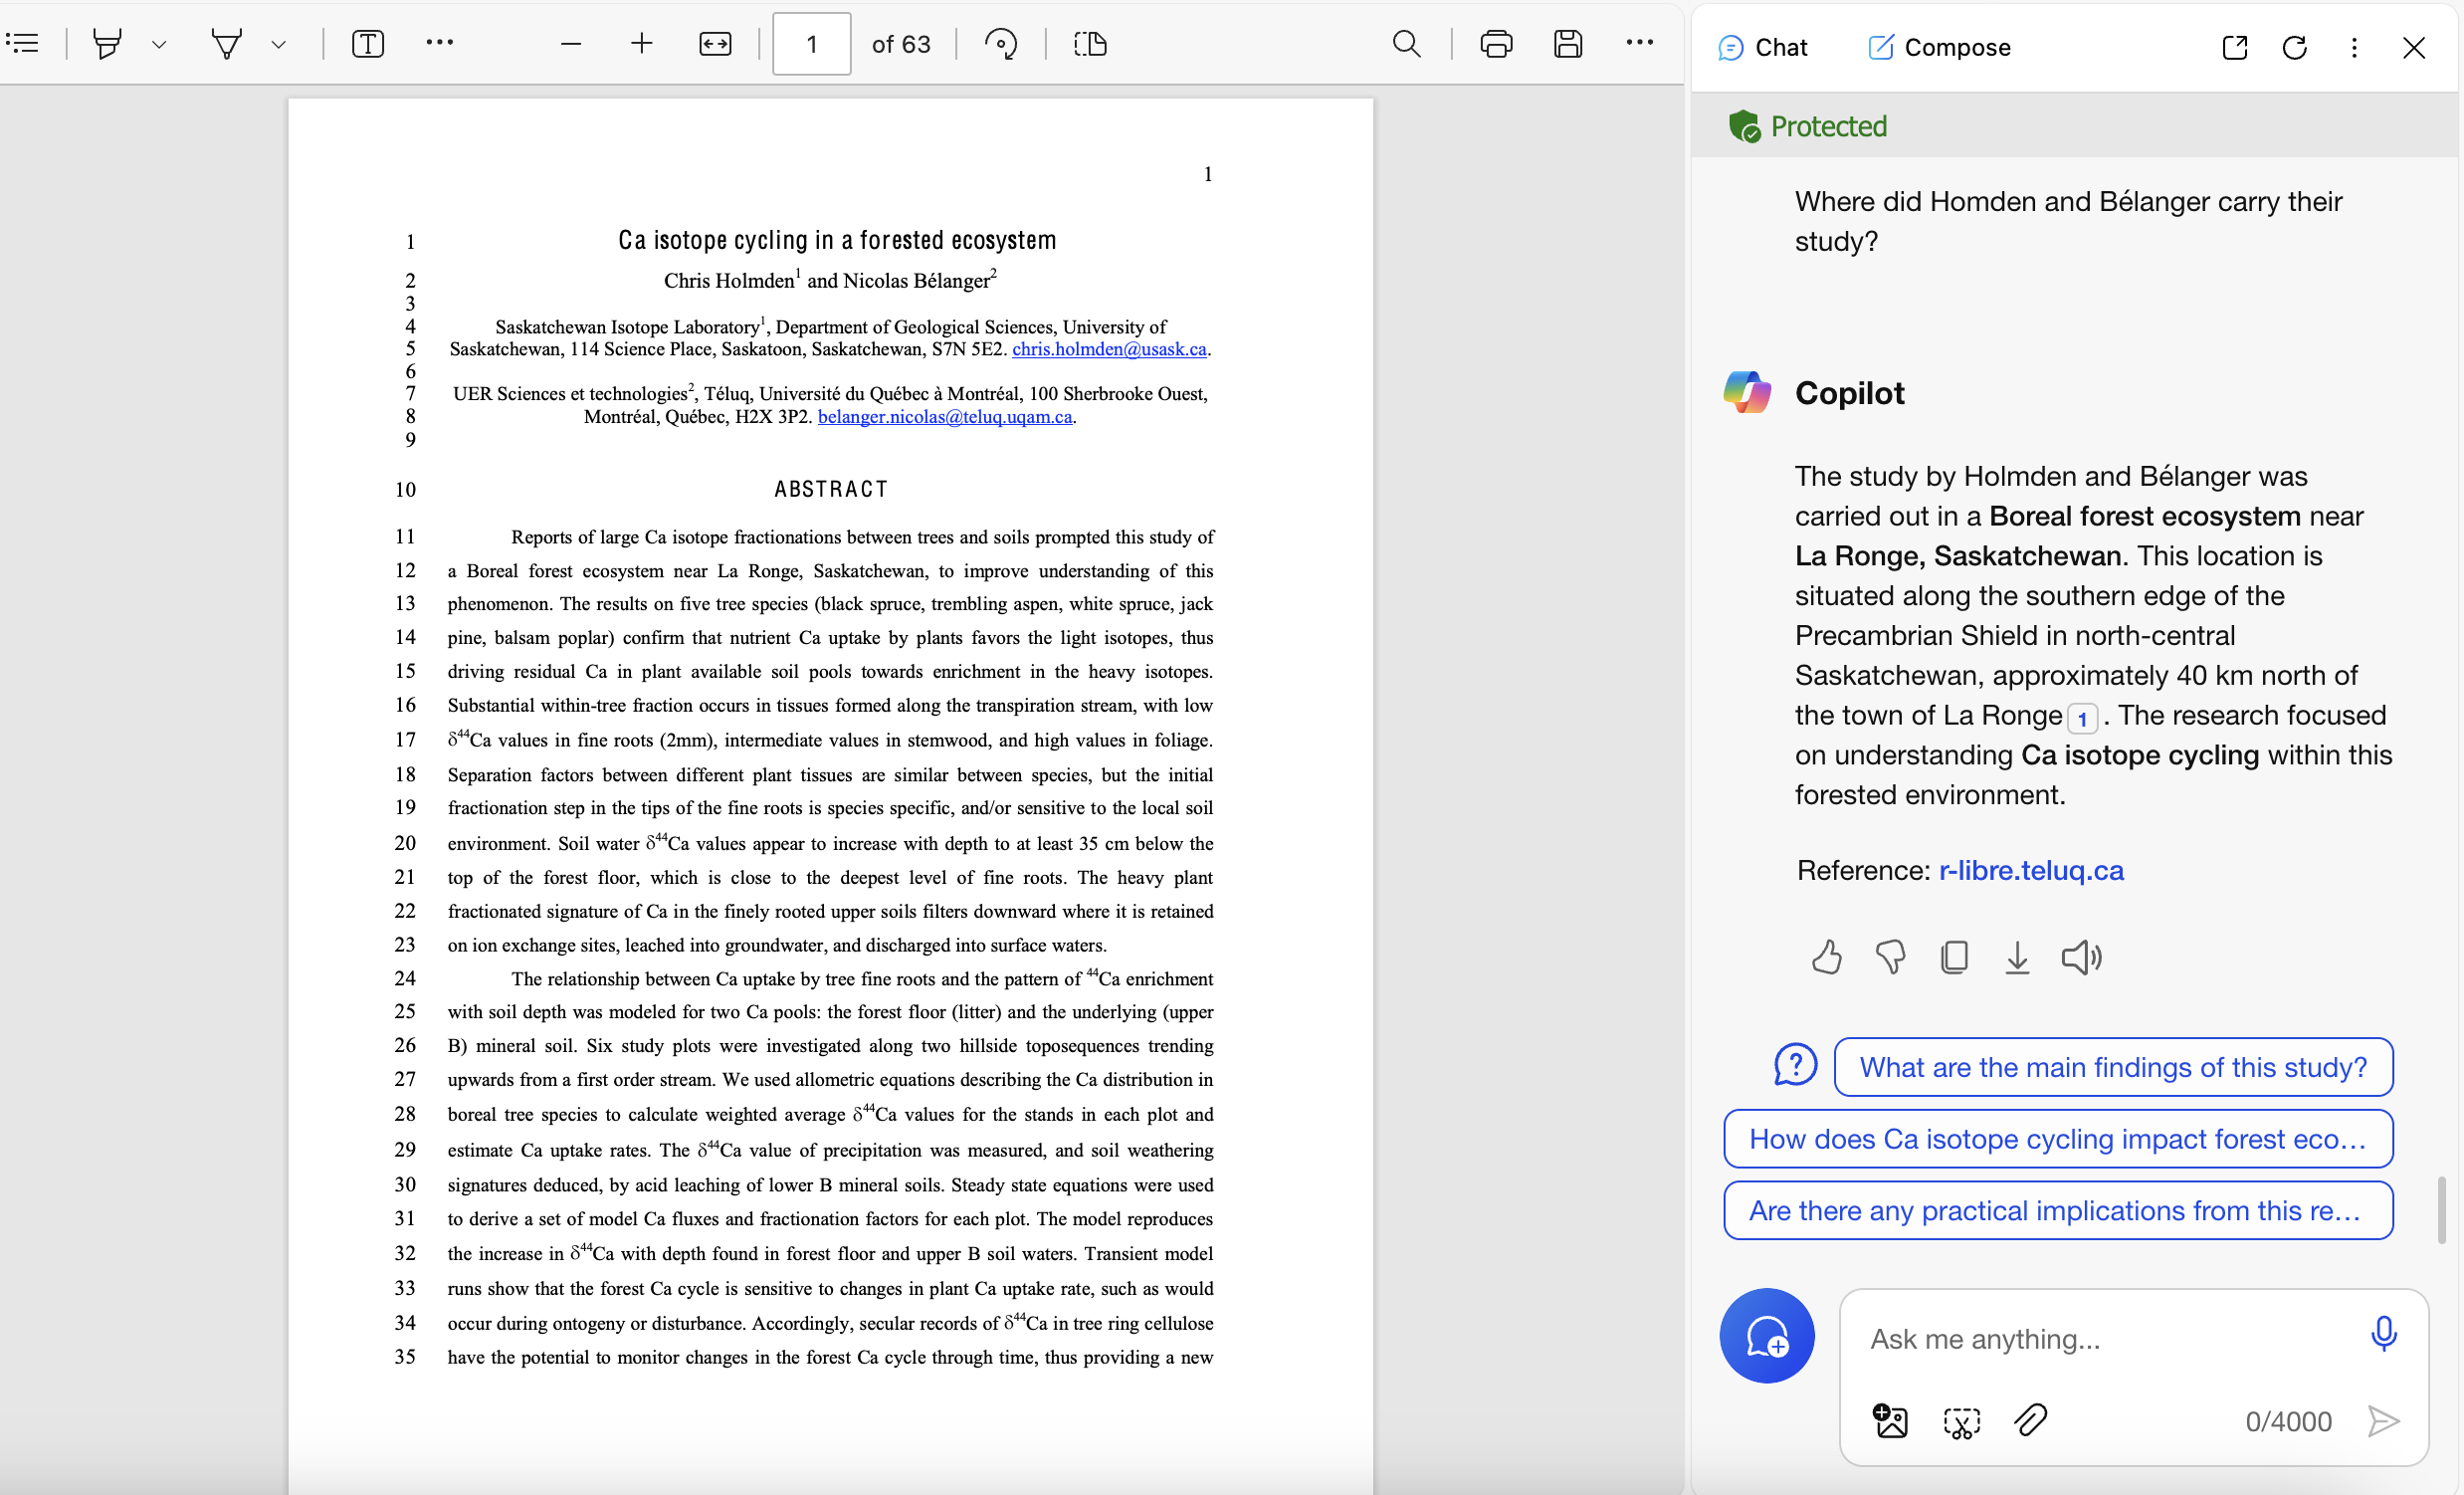 1 of 63
1
1 Ca isotope cycling in a forested ecosystem
2 Chris Holmden1 and Nicolas Bélanger2
3
4 Saskatchewan Isotope Laboratory1, Department of Geological Sciences, University of
5 Saskatchewan, 114 Science Place, Saskatoon, Saskatchewan, S7N 5E2. chris.holmden@usask.ca.
6
7 UER Sciences et technologies2, Téluq, Université du Québec à Montréal, 100 Sherbrooke Ouest,
8 Montréal, Québec, H2X 3P2. belanger.nicolas@teluq.uqam.ca.
9
10 ABSTRACT
11 Reports of large Ca isotope fractionations between trees and soils prompted this study of
12 a Boreal forest ecosystem near La Ronge, Saskatchewan, to improve understanding of this
13 phenomenon. The results on five tree species (black spruce, trembling aspen, white spruce, jack
14 pine, balsam poplar) confirm that nutrient Ca uptake by plants favors the light isotopes, thus
15 driving residual Ca in plant available soil pools towards enrichment in the heavy isotopes.
16 Substantial within-tree fraction occurs in tissues formed along the transpiration stream, with low
17 δ44Ca values in fine roots (2mm), intermediate values in stemwood, and high values in foliage.
18 Separation factors between different plant tissues are similar between species, but the initial
19 fractionation step in the tips of the fine roots is species specific, and/or sensitive to the local soil
20 environment. Soil water δ44Ca values appear to increase with depth to at least 35 cm below the
21 top of the forest floor, which is close to the deepest level of fine roots. The heavy plant
22 fractionated signature of Ca in the finely rooted upper soils filters downward where it is retained
23 on ion exchange sites, leached into groundwater, and discharged into surface waters.
24 The relationship between Ca uptake by tree fine roots and the pattern of 44Ca enrichment
25 with soil depth was modeled for two Ca pools: the forest floor (litter) and the underlying (upper
26 B) mineral soil. Six study plots were investigated along two hillside toposequences trending
27 upwards from a first order stream. We used allometric equations describing the Ca distribution in
28 boreal tree species to calculate weighted average δ44Ca values for the stands in each plot and
29 estimate Ca uptake rates. The δ44Ca value of precipitation was measured, and soil weathering
30 signatures deduced, by acid leaching of lower B mineral soils. Steady state equations were used
31 to derive a set of model Ca fluxes and fractionation factors for each plot. The model reproduces
32 the increase in δ44Ca with depth found in forest floor and upper B soil waters. Transient model
33 runs show that the forest Ca cycle is sensitive to changes in plant Ca uptake rate, such as would
34 occur during ontogeny or disturbance. Accordingly, secular records of δ44Ca in tree ring cellulose
35 have the potential to monitor changes in the forest Ca cycle through time, thus providing a new
Chat Compose
Protected
Where did Homden and Bélanger carry their
study?
Copilot
The study by Holmden and Bélanger was
carried out in a Boreal forest ecosystem near
La Ronge, Saskatchewan. This location is
situated along the southern edge of the
Precambrian Shield in north-central
Saskatchewan, approximately 40 km north of
the town of La Ronge 1 . The research focused
on understanding Ca isotope cycling within this
forested environment.
Reference: r-libre.teluq.ca
What are the main findings of this study?
How does Ca isotope cycling impact forest eco...
Are there any practical implications from this re...
Ask me anything...
0/4000